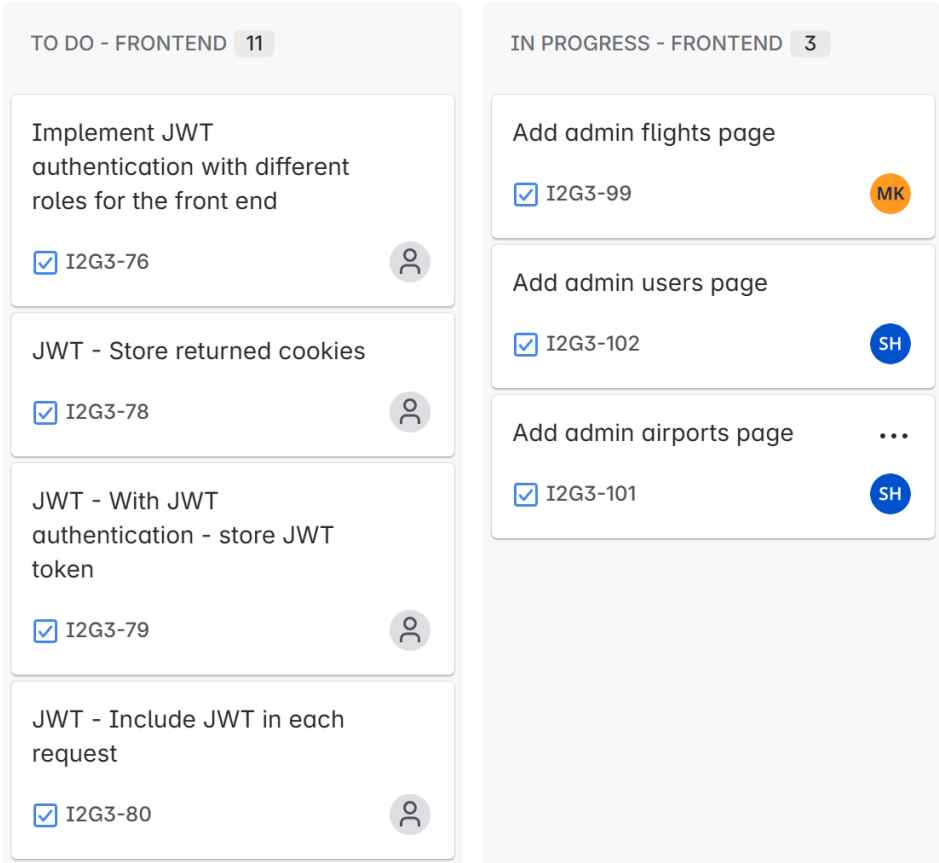 TO DO - FRONTEND 11
Implement JWT
authentication with different
roles for the front end
I2G3-76
JWT - Store returned cookies
I2G3-78
JWT - With JWT
authentication - store JWT
token
I2G3-79
JWT - Include JWT in each
request
I2G3-80
IN PROGRESS - FRONTEND 3
Add admin flights page
I2G3-99
MK
Add admin users page
I2G3-102
SH
Add admin airports page
I2G3-101
SH